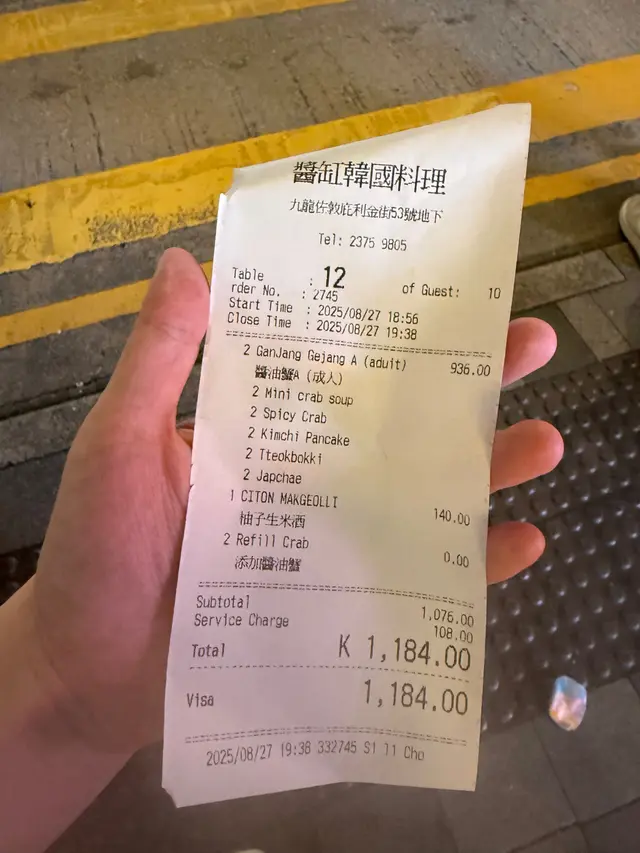 醬缸韓國料理
九龍佐敦庇利金街53號地下
Tel: 2375 9805
Table : 12 of Guest: 10
rder No. : 2745
Start Time : 2025/08/27 18:56
Close Time : 2025/08/27 19:38
2 GanJang Gejang A (aduit) 936.00
醬油蟹A (成人)
2 Mini crab soup
2 Spicy Crab
2 Kimchi Pancake
2 Tteokbokki
2 Japchae
1 CITON MAKGEOLLI 140.00
柚子生米酒
2 Refill Crab 0.00
添加醬油蟹
Subtotal 1,076.00
Service Charge 108.00
Total K 1,184.00
Visa 1,184.00
2025/08/27 19:38 332745 S1 11 Cho